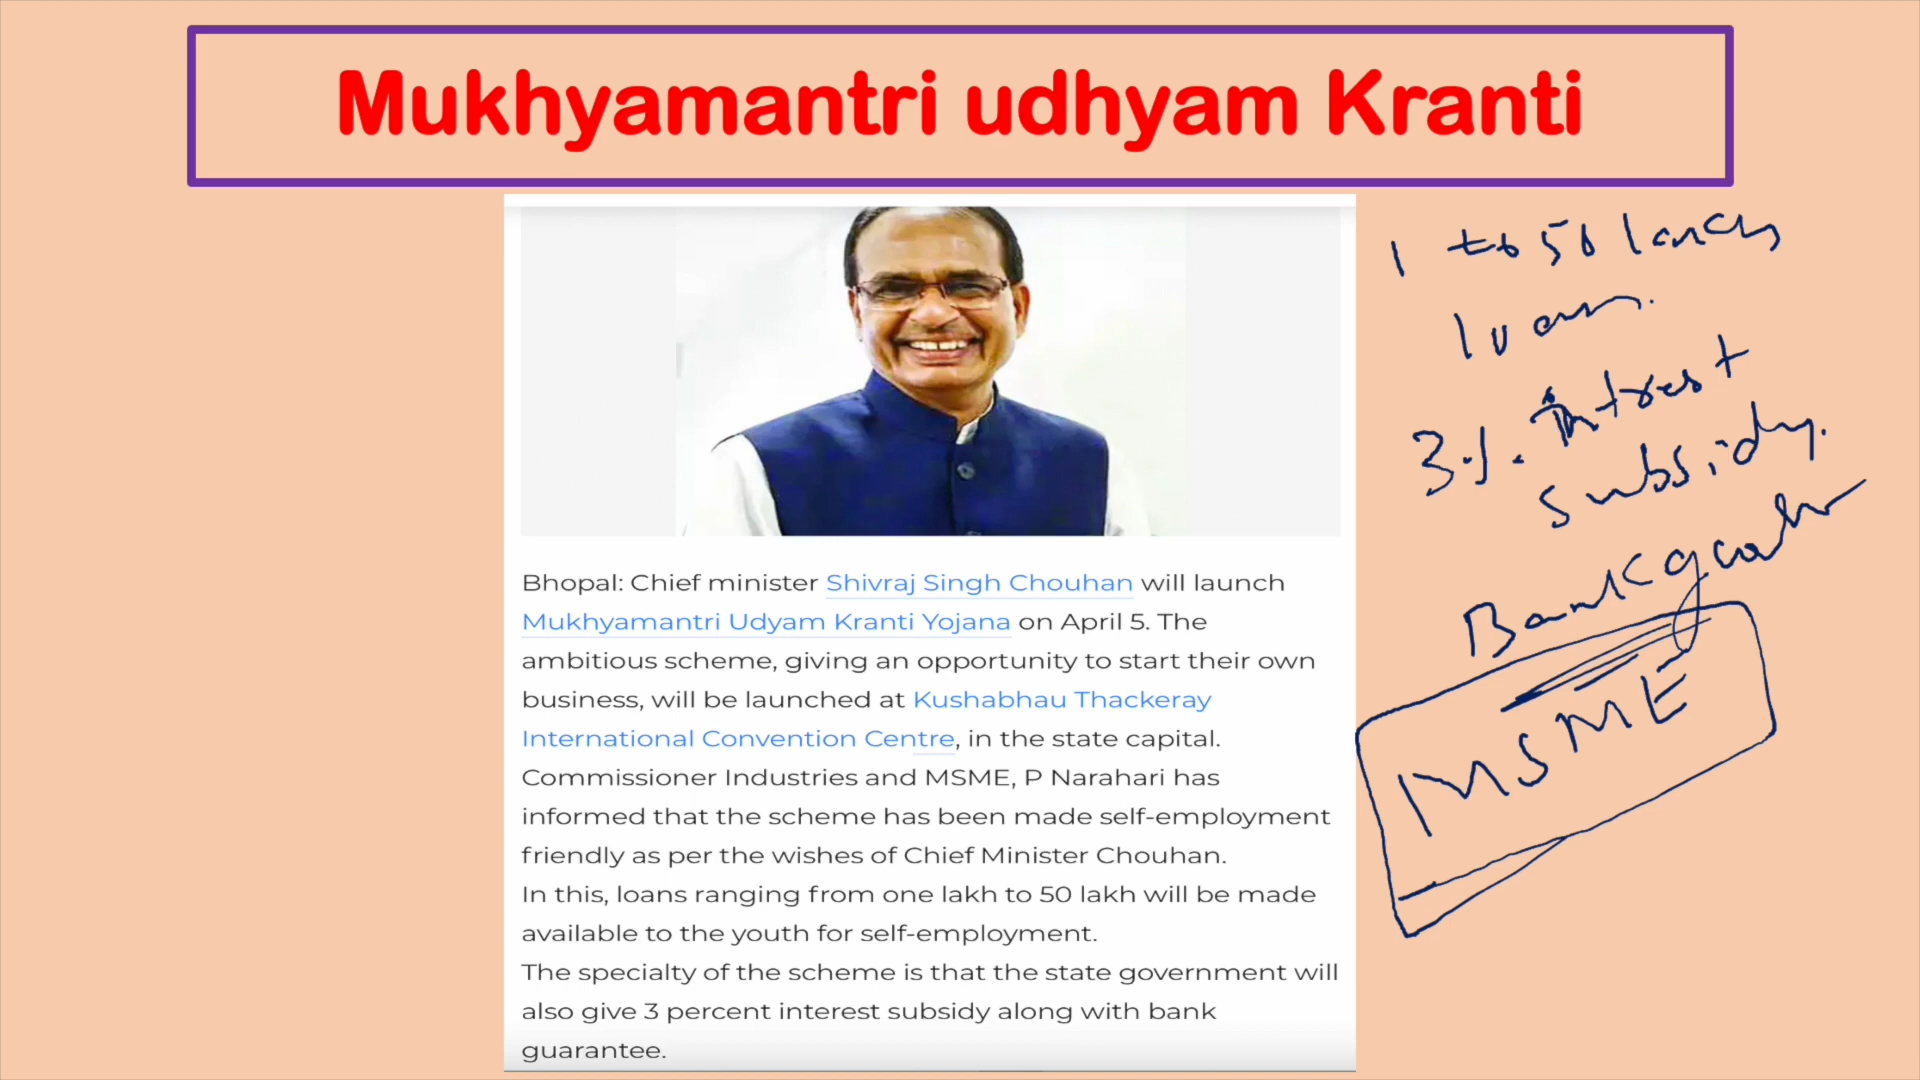 Mukhyamantri udhyam Kranti
Bhopal: Chief minister Shivraj Singh Chouhan will launch
Mukhyamantri Udyam Kranti Yojana on April 5. The
ambitious scheme, giving an opportunity to start their own
business, will be launched at Kushabhau Thackeray
International Convention Centre, in the state capital.
Commissioner Industries and MSME, P Narahari has
informed that the scheme has been made self-employment
friendly as per the wishes of Chief Minister Chouhan.
In this, loans ranging from one lakh to 50 lakh will be made
available to the youth for self-employment.
The specialty of the scheme is that the state government will
also give 3 percent interest subsidy along with bank
guarantee.
1 to 50
loan.
3%. intrest
subsidy.
Bank
MSME